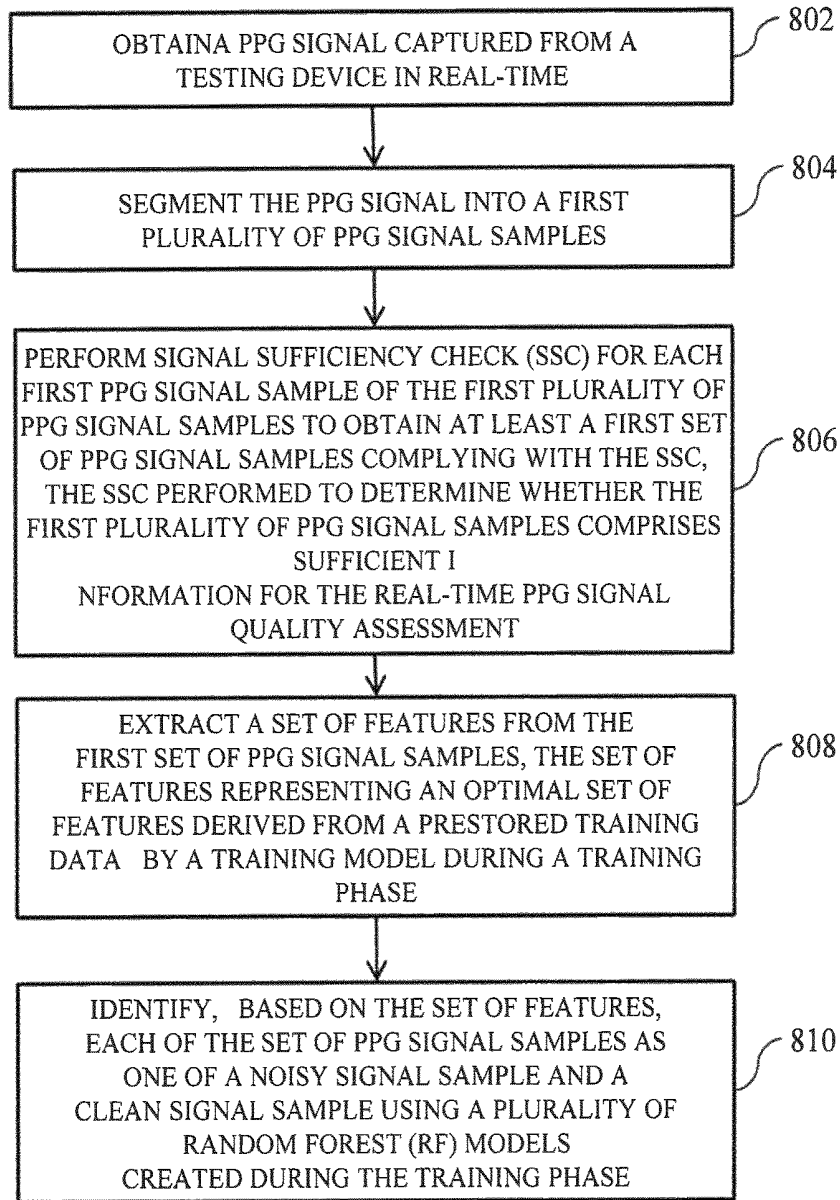 OBTAINA PPG SIGNAL CAPTURED FROM A
TESTING DEVICE IN REAL-TIME
802
SEGMENT THE PPG SIGNAL INTO A FIRST
PLURALITY OF PPG SIGNAL SAMPLES
804
PERFORM SIGNAL SUFFICIENCY CHECK (SSC) FOR EACH
FIRST PPG SIGNAL SAMPLE OF THE FIRST PLURALITY OF
PPG SIGNAL SAMPLES TO OBTAIN AT LEAST A FIRST SET
OF PPG SIGNAL SAMPLES COMPLYING WITH THE SSC,
THE SSC PERFORMED TO DETERMINE WHETHER THE
FIRST PLURALITY OF PPG SIGNAL SAMPLES COMPRISES
SUFFICIENT I
NFORMATION FOR THE REAL-TIME PPG SIGNAL
QUALITY ASSESSMENT
806
EXTRACT A SET OF FEATURES FROM THE
FIRST SET OF PPG SIGNAL SAMPLES, THE SET OF
FEATURES REPRESENTING AN OPTIMAL SET OF
FEATURES DERIVED FROM A PRESTORED TRAINING
DATA BY A TRAINING MODEL DURING A TRAINING
PHASE
808
IDENTIFY, BASED ON THE SET OF FEATURES,
EACH OF THE SET OF PPG SIGNAL SAMPLES AS
ONE OF A NOISY SIGNAL SAMPLE AND A
CLEAN SIGNAL SAMPLE USING A PLURALITY OF
RANDOM FOREST (RF) MODELS
CREATED DURING THE TRAINING PHASE
810